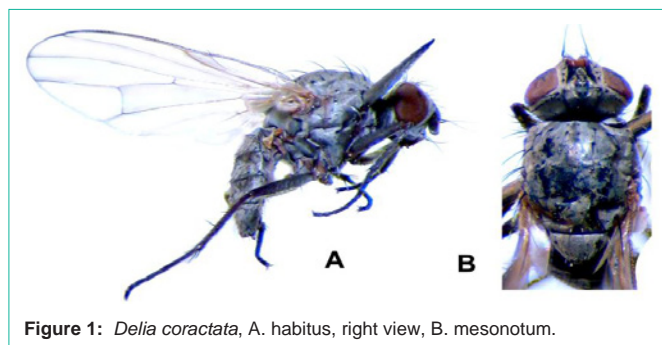 A
B
Figure 1: Delia coractata, A. habitus, right view, B. mesonotum.